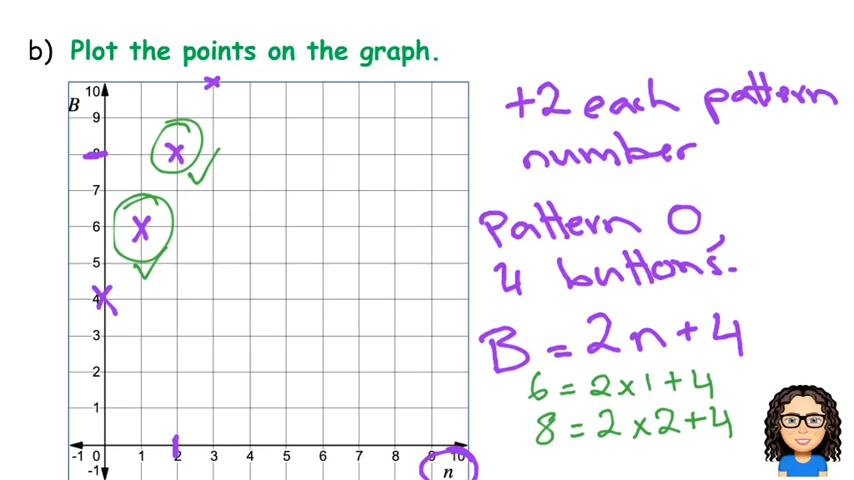 b) Plot the points on the graph.
B
10
9
8
7
6
5
4
3
2
1
-1 0 1 2 3 4 5 6 7 8 9 10
-1
n
+2 each pattern
number
Pattern 0,
4 buttons.
B = 2n + 4
6 = 2 x 1 + 4
8 = 2 x 2 + 4